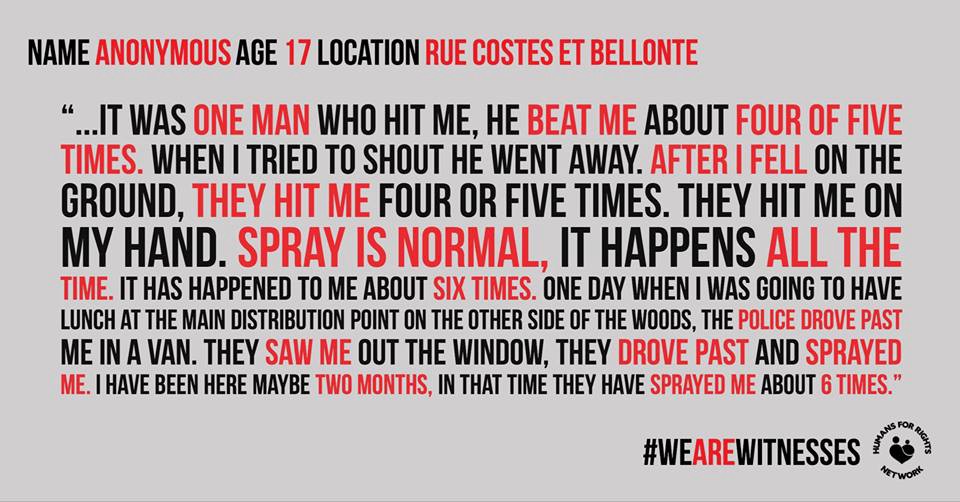 NAME ANONYMOUS AGE 17 LOCATION RUE COSTES ET BELLONTE
“...IT WAS ONE MAN WHO HIT ME, HE BEAT ME ABOUT FOUR OF FIVE
TIMES. WHEN I TRIED TO SHOUT HE WENT AWAY. AFTER I FELL ON THE
GROUND, THEY HIT ME FOUR OR FIVE TIMES. THEY HIT ME ON
MY HAND. SPRAY IS NORMAL, IT HAPPENS ALL THE
TIME. IT HAS HAPPENED TO ME ABOUT SIX TIMES. ONE DAY WHEN I WAS GOING TO HAVE
LUNCH AT THE MAIN DISTRIBUTION POINT ON THE OTHER SIDE OF THE WOODS, THE POLICE DROVE PAST
ME IN A VAN. THEY SAW ME OUT THE WINDOW, THEY DROVE PAST AND SPRAYED
ME. I HAVE BEEN HERE MAYBE TWO MONTHS, IN THAT TIME THEY HAVE SPRAYED ME ABOUT 6 TIMES.”
#WEAREWITNESSES
HUMANS FOR RIGHTS
NETWORK